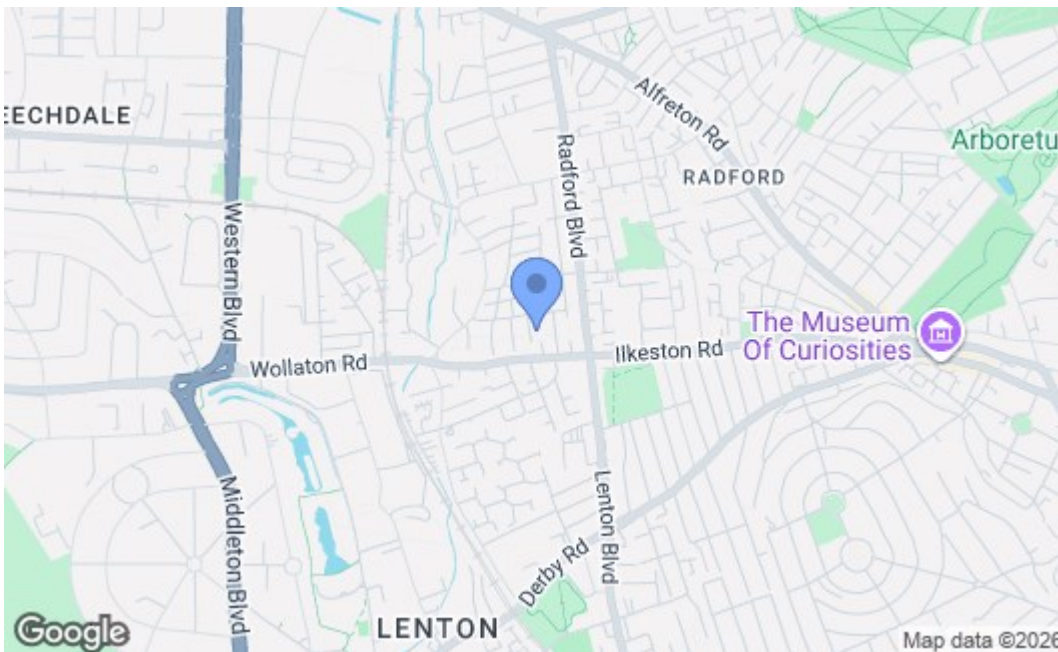 EECHDALE
Alfreton Rd
Radford Blvd
RADFORD
Arboretu
Western Blvd
The Museum
Of Curiosities
Ilkeston Rd
Wollaton Rd
Middleton Blvd
Lenton Blvd
Derby Rd
LENTON
Google
Map data ©2026